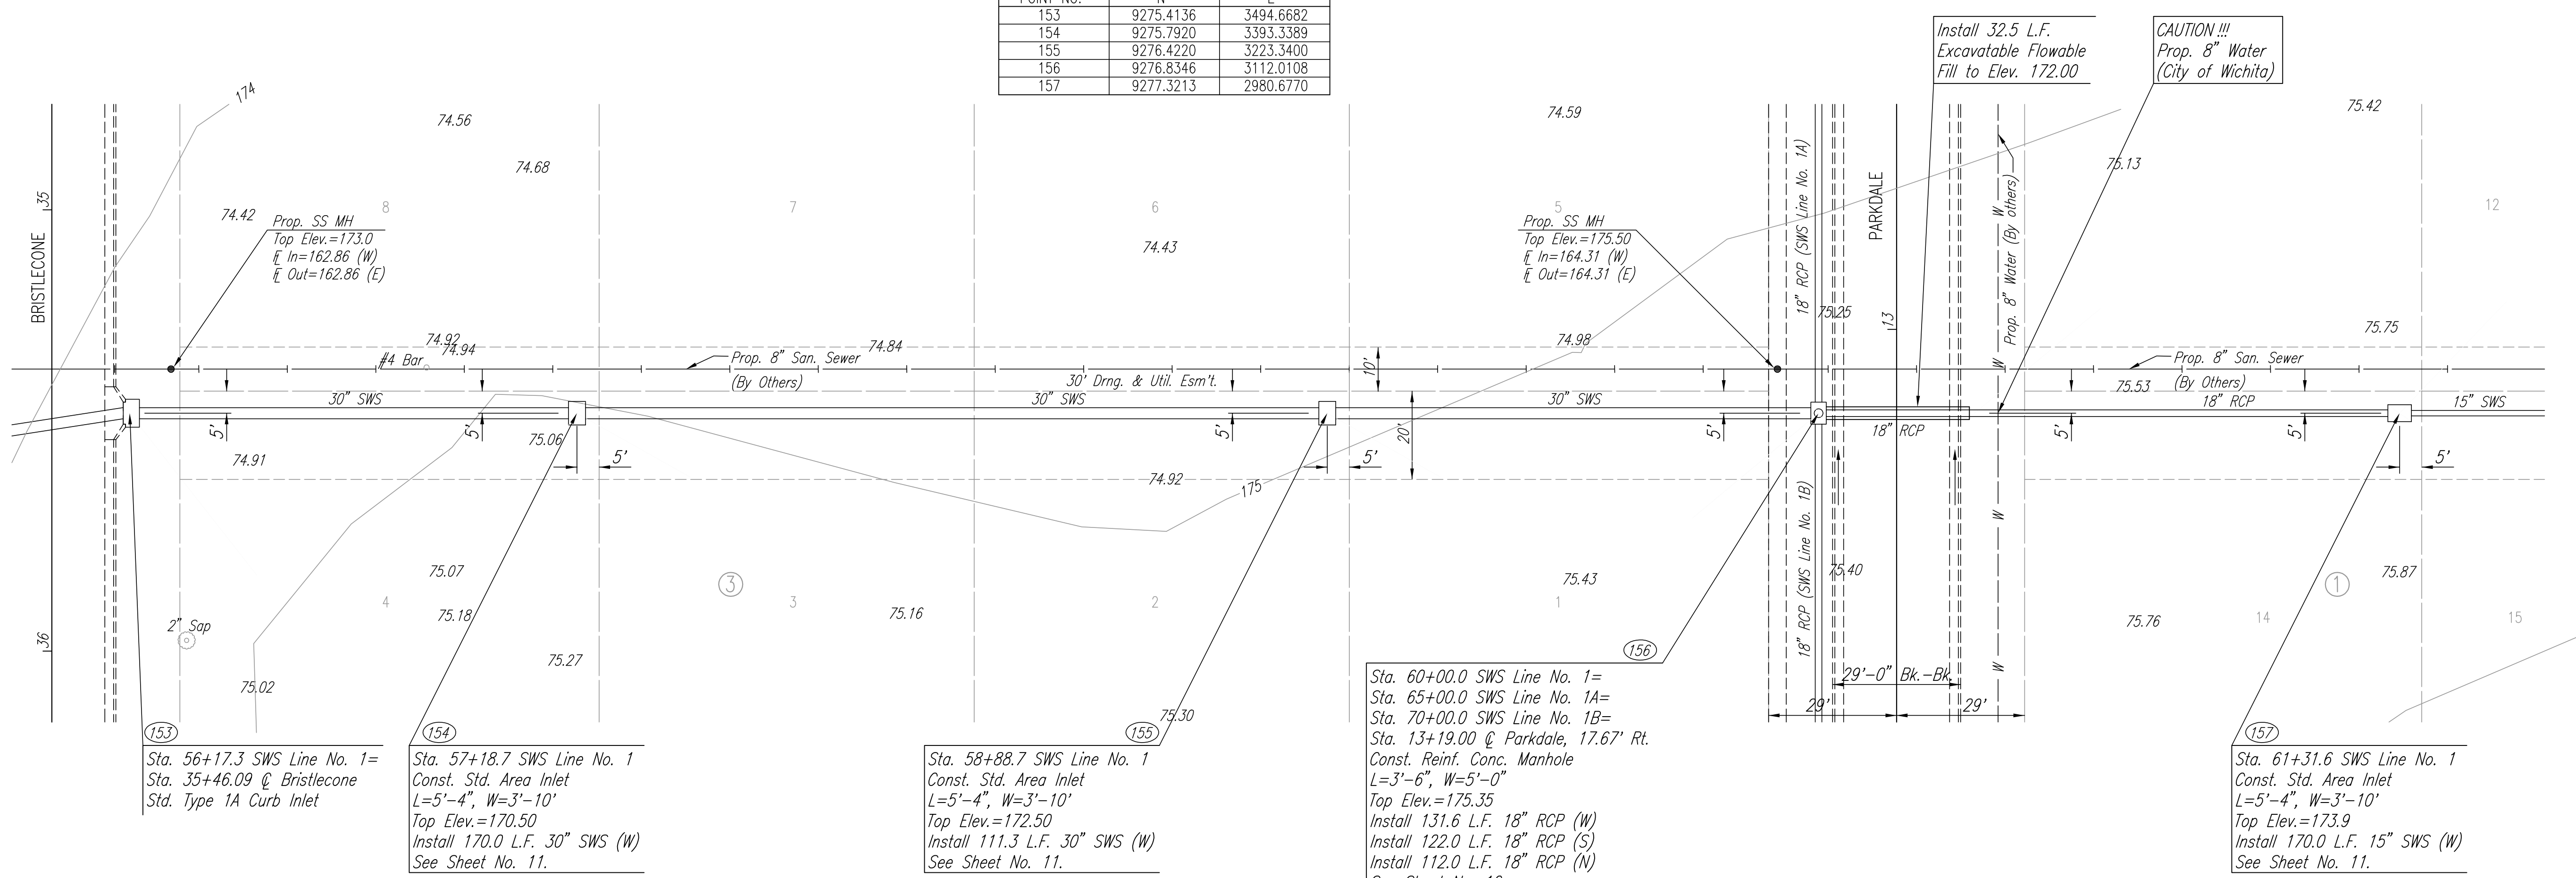 153 9275.4136 3494.6682
154 9275.7920 3393.3389
155 9276.4220 3223.3400
156 9276.8346 3112.0108
157 9277.3213 2980.6770
Install 32.5 L.F.
Excavatable Flowable
Fill to Elev. 172.00
CAUTION !!!
Prop. 8" Water
(City of Wichita)
174
74.56
74.68
74.59
75.42
75.13
35
74.42
8
7
6
5
12
Prop. SS MH
Top Elev.=173.0
℄ In=162.86 (W)
℄ Out=162.86 (E)
74.43
Prop. SS MH
Top Elev.=175.50
℄ In=164.31 (W)
℄ Out=164.31 (E)
18" RCP (SWS Line No. 1A)
PARKDALE
Prop. 8" Water (By others)
W
W
BRISTLECONE
75.25
13
74.92
74.94
#4 Bar
74.84
74.98
75.75
Prop. 8" San. Sewer
(By Others)
30' Drng. & Util. Esm't.
10'
W
Prop. 8" San. Sewer
(By Others)
75.53
30" SWS
30" SWS
30" SWS
18" RCP
15" SWS
5'
5'
5'
5'
5'
5'
20'
18" RCP
75.06
74.91
5'
5'
5'
74.92
175
18" RCP (SWS Line No. 1B)
W
75.07
75.43
75.40
75.87
3
1
4
3
2
1
75.18
75.16
75.76
14
15
2" Sap
36
75.27
75.02
W
29'-0" Bk.-Bk.
29'
29'
75.30
153
Sta. 56+17.3 SWS Line No. 1=
Sta. 35+46.09 ℄ Bristlecone
Std. Type 1A Curb Inlet
154
Sta. 57+18.7 SWS Line No. 1
Const. Std. Area Inlet
L=5'-4", W=3'-10'
Top Elev.=170.50
Install 170.0 L.F. 30" SWS (W)
See Sheet No. 11.
155
Sta. 58+88.7 SWS Line No. 1
Const. Std. Area Inlet
L=5'-4", W=3'-10'
Top Elev.=172.50
Install 111.3 L.F. 30" SWS (W)
See Sheet No. 11.
156
Sta. 60+00.0 SWS Line No. 1=
Sta. 65+00.0 SWS Line No. 1A=
Sta. 70+00.0 SWS Line No. 1B=
Sta. 13+19.00 ℄ Parkdale, 17.67' Rt.
Const. Reinf. Conc. Manhole
L=3'-6", W=5'-0"
Top Elev.=175.35
Install 131.6 L.F. 18" RCP (W)
Install 122.0 L.F. 18" RCP (S)
Install 112.0 L.F. 18" RCP (N)
157
Sta. 61+31.6 SWS Line No. 1
Const. Std. Area Inlet
L=5'-4", W=3'-10'
Top Elev.=173.9
Install 170.0 L.F. 15" SWS (W)
See Sheet No. 11.